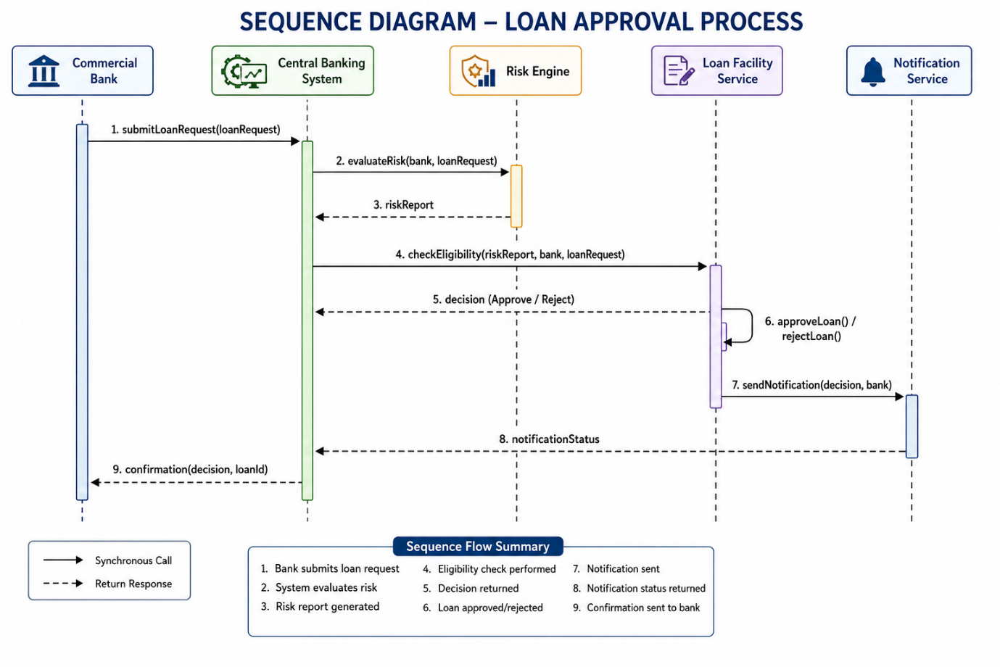 SEQUENCE DIAGRAM – LOAN APPROVAL PROCESS
Commercial
Bank
Central Banking
System
Risk Engine
Loan Facility
Service
Notification
Service
1. submitLoanRequest(loanRequest)
2. evaluateRisk(bank, loanRequest)
3. riskReport
4. checkEligibility(riskReport, bank, loanRequest)
5. decision (Approve / Reject)
6. approveLoan() /
rejectLoan()
7. sendNotification(decision, bank)
8. notificationStatus
9. confirmation(decision, loanId)
Synchronous Call
Return Response
Sequence Flow Summary
1. Bank submits loan request
2. System evaluates risk
3. Risk report generated
4. Eligibility check performed
5. Decision returned
6. Loan approved/rejected
7. Notification sent
8. Notification status returned
9. Confirmation sent to bank